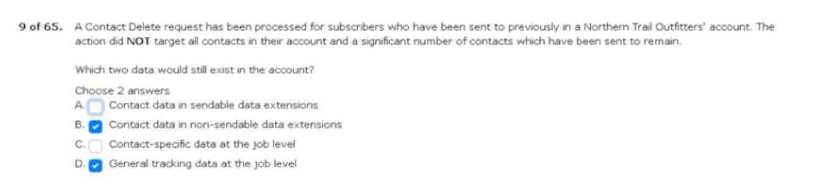 9 of 65. A Contact Delete request has been processed for subscribers who have been sent to previously in a Northern Trail Outfitters' account. The
action did NOT target all contacts in their account and a significant number of contacts which have been sent to remain.
Which two data would still exist in the account?
Choose 2 answers
A. Contact data in sendable data extensions
B. Contact data in non-sendable data extensions
C. Contact-specific data at the job level
D. General tracking data at the job level